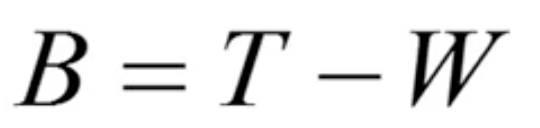 B = T − W